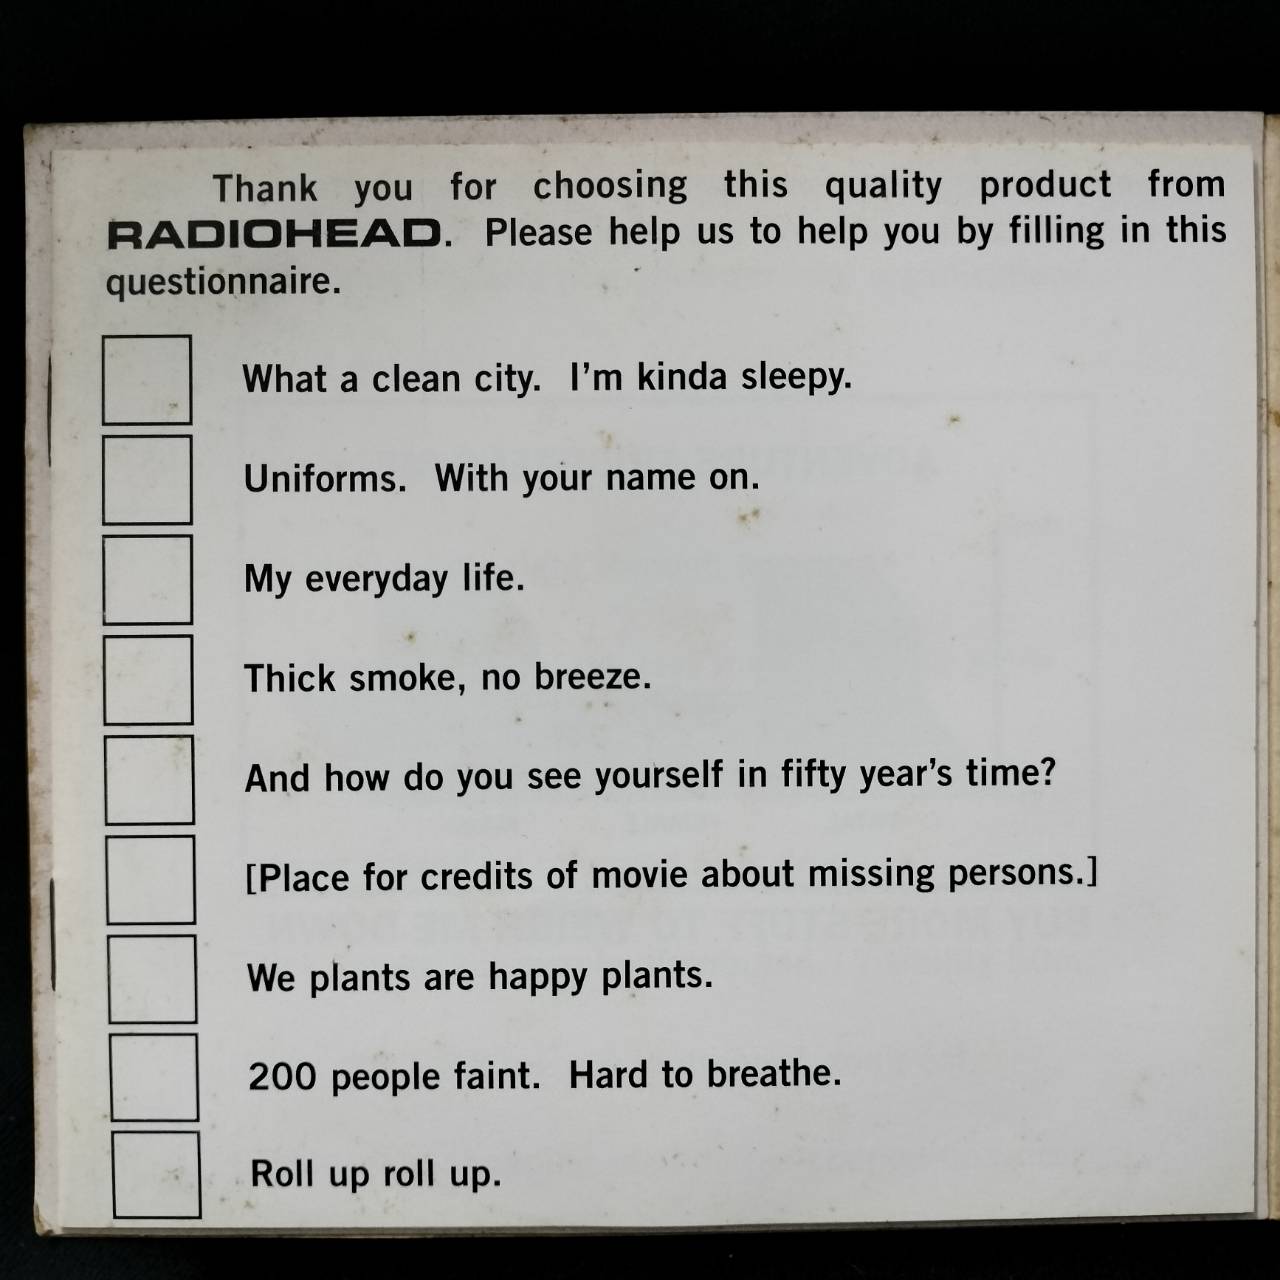 Thank you for choosing this quality product from
RADIOHEAD. Please help us to help you by filling in this
questionnaire.
What a clean city. I'm kinda sleepy.
Uniforms. With your name on.
My everyday life.
Thick smoke, no breeze.
And how do you see yourself in fifty year's time?
[Place for credits of movie about missing persons.]
We plants are happy plants.
200 people faint. Hard to breathe.
Roll up roll up.